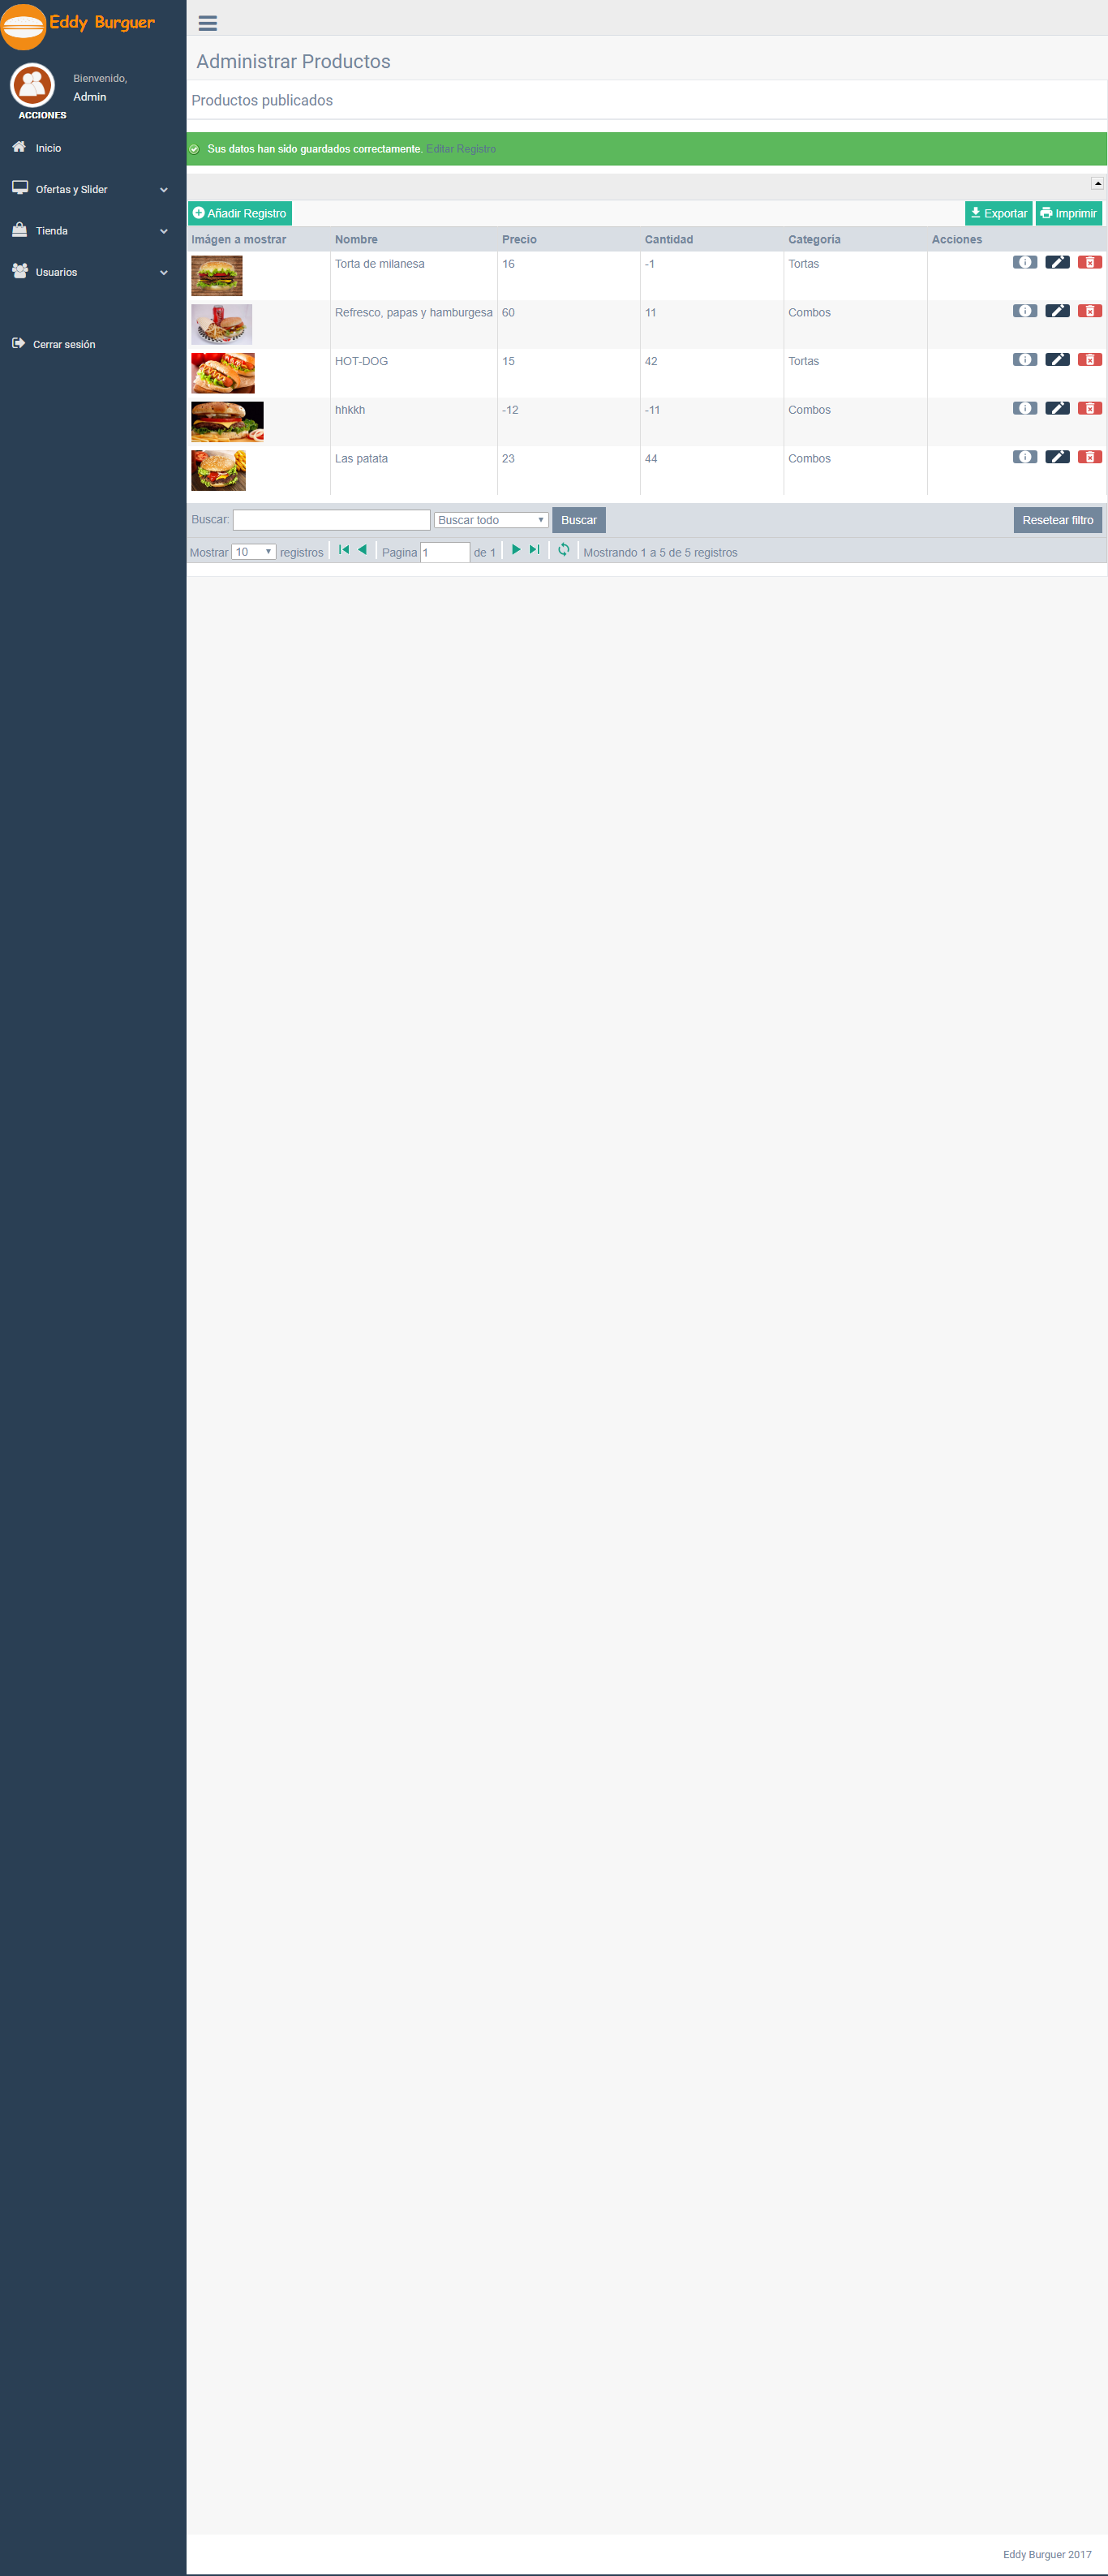 Eddy Burguer
Bienvenido,
Admin
ACCIONES
Inicio
Ofertas y Slider
Tienda
Usuarios
Cerrar sesión
Administrar Productos
Productos publicados
Sus datos han sido guardados correctamente. Editar Registro
Añadir Registro Exportar Imprimir
Imágen a mostrar Nombre Precio Cantidad Categoría Acciones
Torta de milanesa 16 -1 Tortas
Refresco, papas y hamburgesa 60 11 Combos
HOT-DOG 15 42 Tortas
hhkkh -12 -11 Combos
Las patata 23 44 Combos
Buscar: Buscar todo Buscar Resetear filtro
Mostrar 10 registros Pagina 1 de 1 Mostrando 1 a 5 de 5 registros
Eddy Burguer 2017